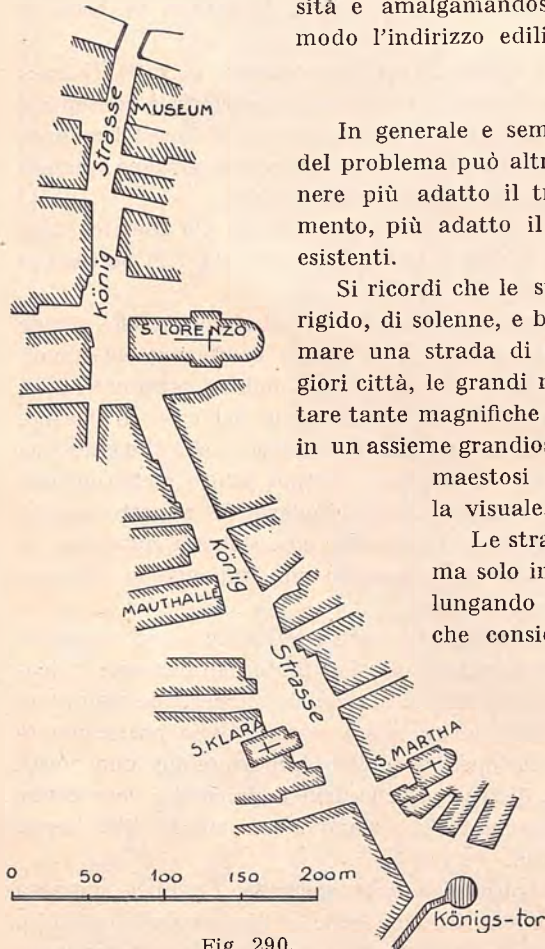 sità e amalgamandos
modo l'indirizzo edili
In generale e sem
del problema può altr
nere più adatto il tr
mento, più adatto il
esistenti.
Si ricordi che le s
rigido, di solenne, e b
mare una strada di
giori città, le grandi r
tare tante magnifiche
in un assieme grandios
maestosi
la visuale.
Le stra
ma solo in
lungando
che consid
MUSEUM
Strasse
König
S. LORENZO
König
MAUTHALLE
Strasse
S. KLARA
S. MARTHA
0 50 100 150 200m
Königs-tor
Fig. 290.